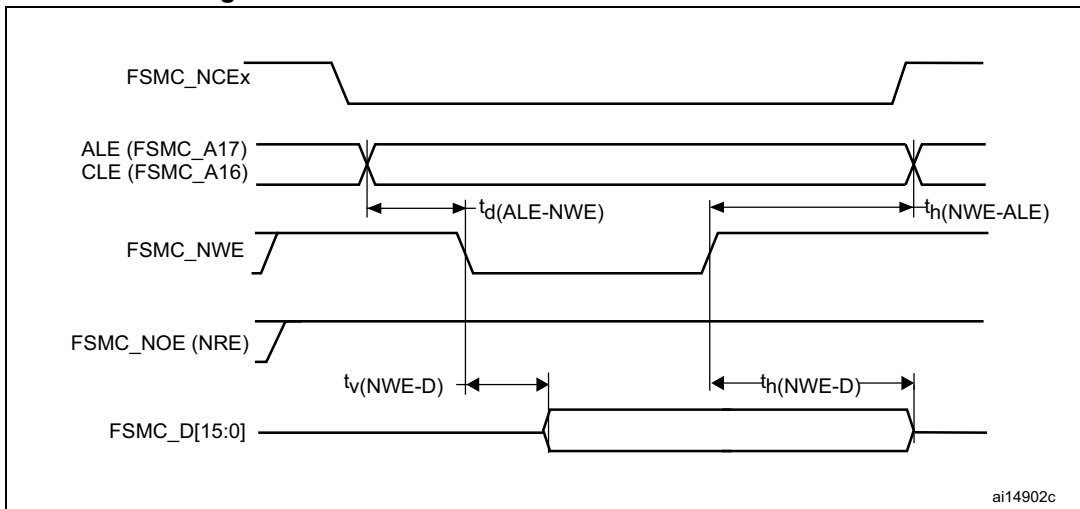 FSMC_NCEx
ALE (FSMC_A17)
CLE (FSMC_A16)
td(ALE-NWE)
th(NWE-ALE)
FSMC_NWE
FSMC_NOE (NRE)
tv(NWE-D)
th(NWE-D)
FSMC_D[15:0]
ai14902c